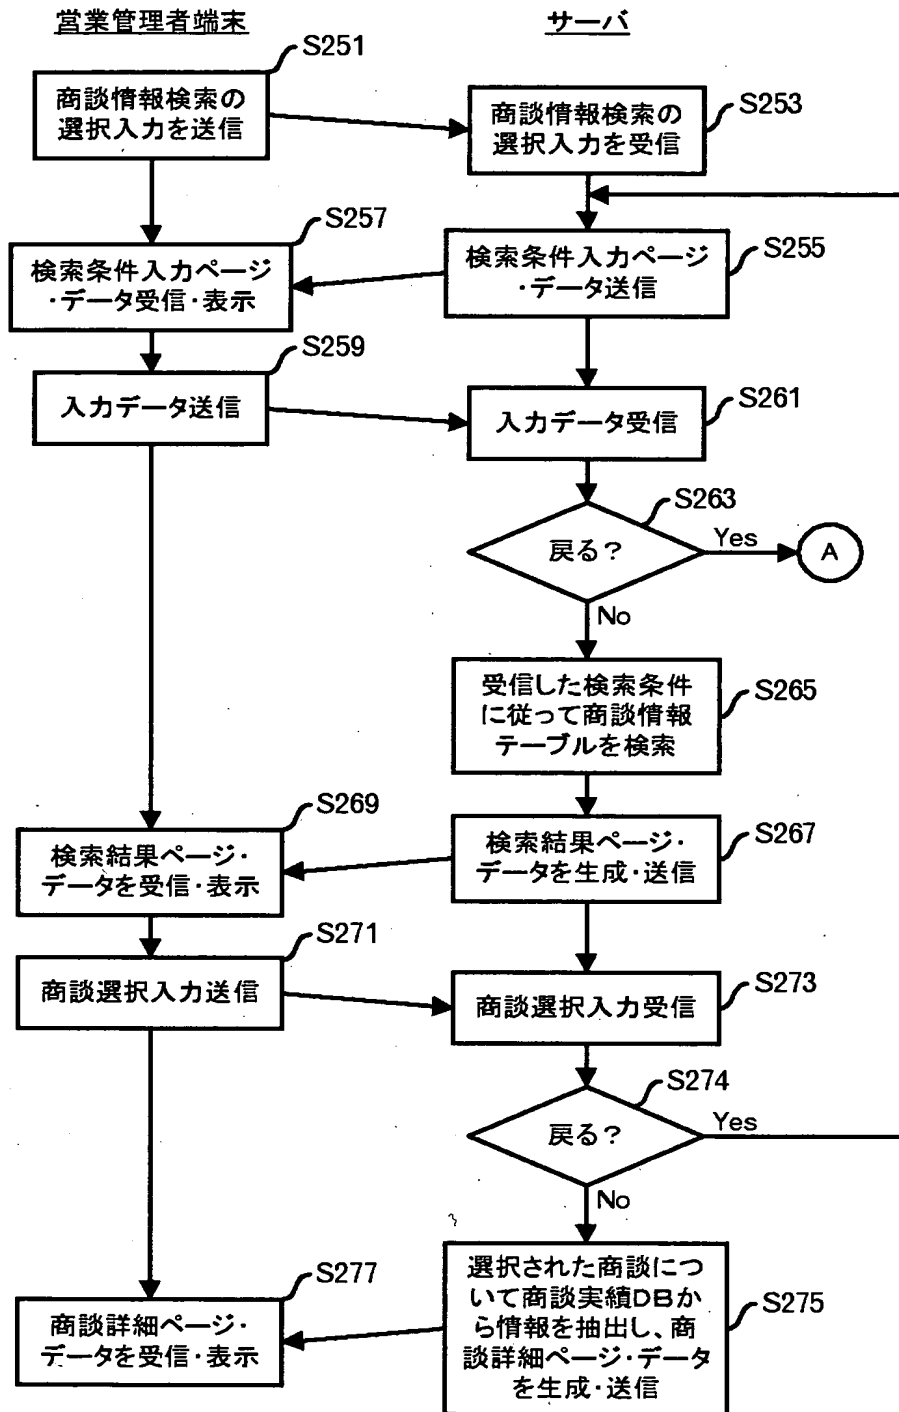 営業管理者端末
サーバ
S251
商談情報検索の
選択入力を送信
S253
商談情報検索の
選択入力を受信
S257
検索条件入力ページ
・データ受信・表示
S255
検索条件入力ページ
・データ送信
S259
入力データ送信
S261
入力データ受信
S263
戻る？
Yes
A
No
S265
受信した検索条件
に従って商談情報
テーブルを検索
S269
検索結果ページ・
データを受信・表示
S267
検索結果ページ・
データを生成・送信
S271
商談選択入力送信
S273
商談選択入力受信
S274
戻る？
Yes
No
S277
商談詳細ページ・
データを受信・表示
S275
選択された商談につ
いて商談実績DBか
ら情報を抽出し、商
談詳細ページ・データ
を生成・送信